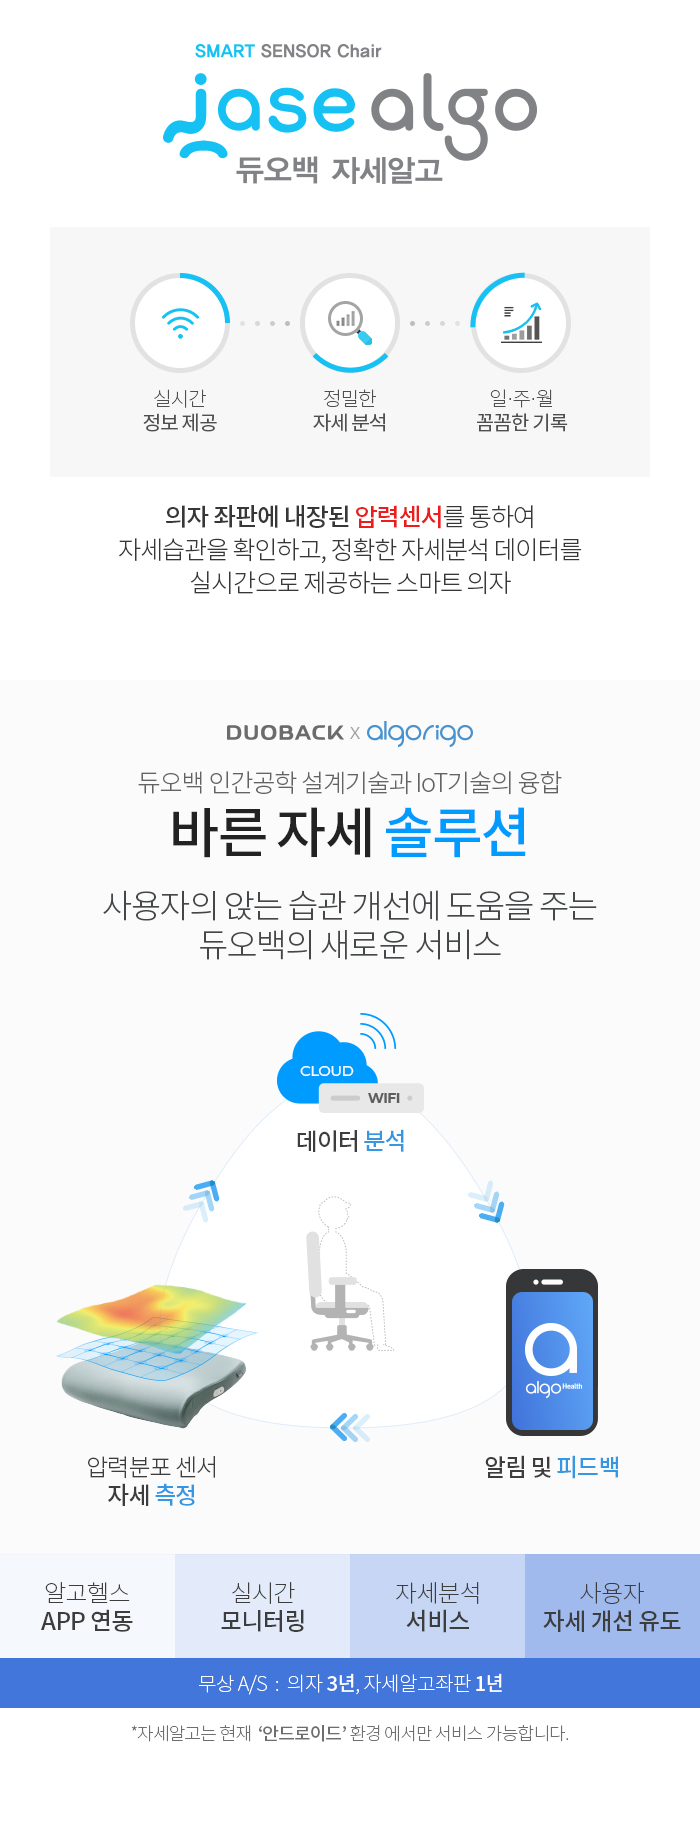 SMART SENSOR Chair
jase algo
듀오백 자세알고
실시간
정보 제공
정밀한
자세 분석
일·주·월
꼼꼼한 기록
의자 좌판에 내장된 압력센서를 통하여
자세습관을 확인하고, 정확한 자세분석 데이터를
실시간으로 제공하는 스마트 의자
DUOBACK x algorigo
듀오백 인간공학 설계기술과 IoT기술의 융합
바른 자세 솔루션
사용자의 앉는 습관 개선에 도움을 주는
듀오백의 새로운 서비스
CLOUD
WIFI
데이터 분석
a
algo Health
압력분포 센서
자세 측정
알림 및 피드백
알고헬스
APP 연동
실시간
모니터링
자세분석
서비스
사용자
자세 개선 유도
무상 A/S : 의자 3년, 자세알고좌판 1년
*자세알고는 현재 ‘안드로이드’ 환경 에서만 서비스 가능합니다.